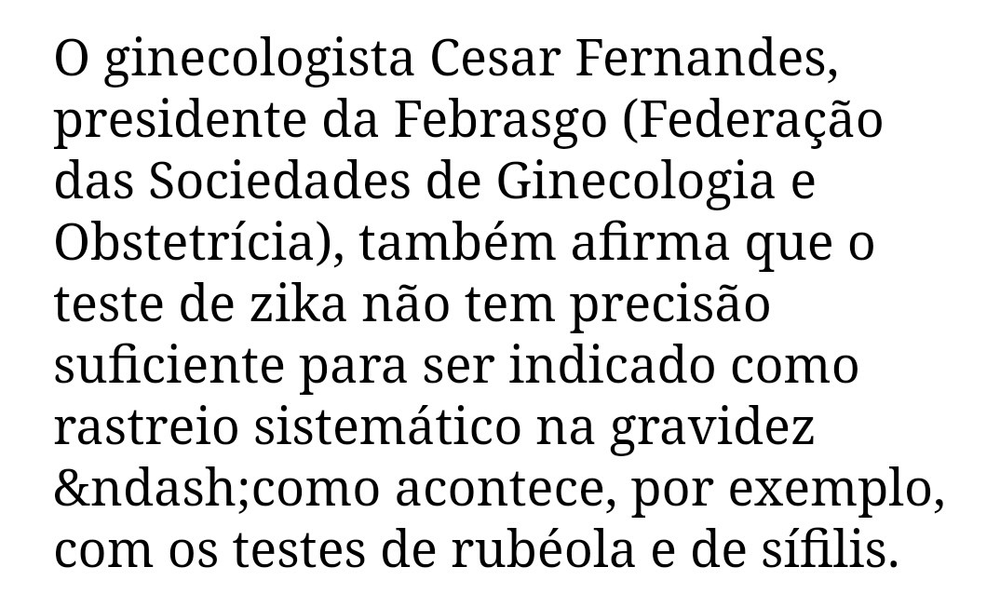 O ginecologista Cesar Fernandes,
presidente da Febrasgo (Federação
das Sociedades de Ginecologia e
Obstetrícia), também afirma que o
teste de zika não tem precisão
suficiente para ser indicado como
rastreio sistemático na gravidez
&ndash;como acontece, por exemplo,
com os testes de rubéola e de sífilis.